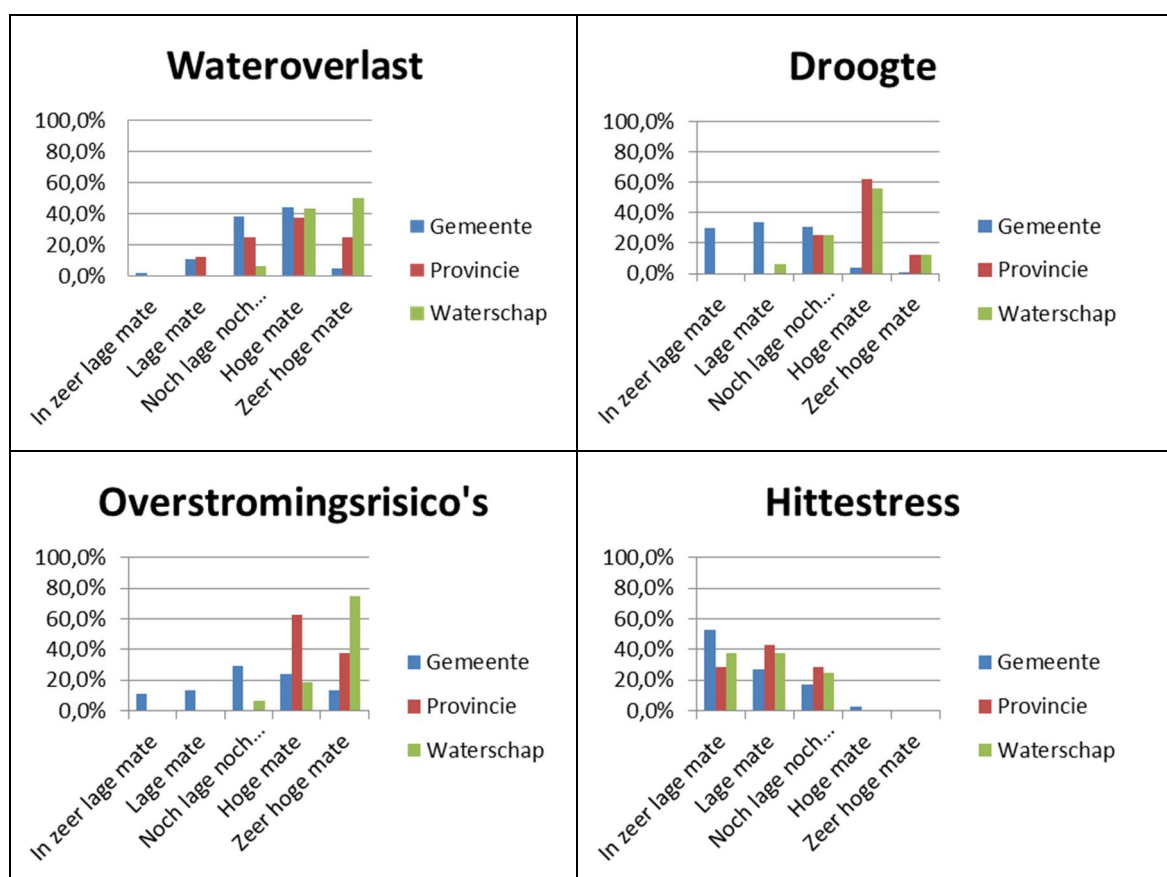 Wateroverlast
100,0%
80,0%
60,0%
40,0%
20,0%
0,0%
In zeer lage mate
Lage mate
Noch lage noch...
Hoge mate
Zeer hoge mate
Gemeente
Provincie
Waterschap
Droogte
100,0%
80,0%
60,0%
40,0%
20,0%
0,0%
In zeer lage mate
Lage mate
Noch lage noch...
Hoge mate
Zeer hoge mate
Gemeente
Provincie
Waterschap
Overstromingsrisico's
100,0%
80,0%
60,0%
40,0%
20,0%
0,0%
In zeer lage mate
Lage mate
Noch lage noch...
Hoge mate
Zeer hoge mate
Gemeente
Provincie
Waterschap
Hittestress
100,0%
80,0%
60,0%
40,0%
20,0%
0,0%
In zeer lage mate
Lage mate
Noch lage noch...
Hoge mate
Zeer hoge mate
Gemeente
Provincie
Waterschap